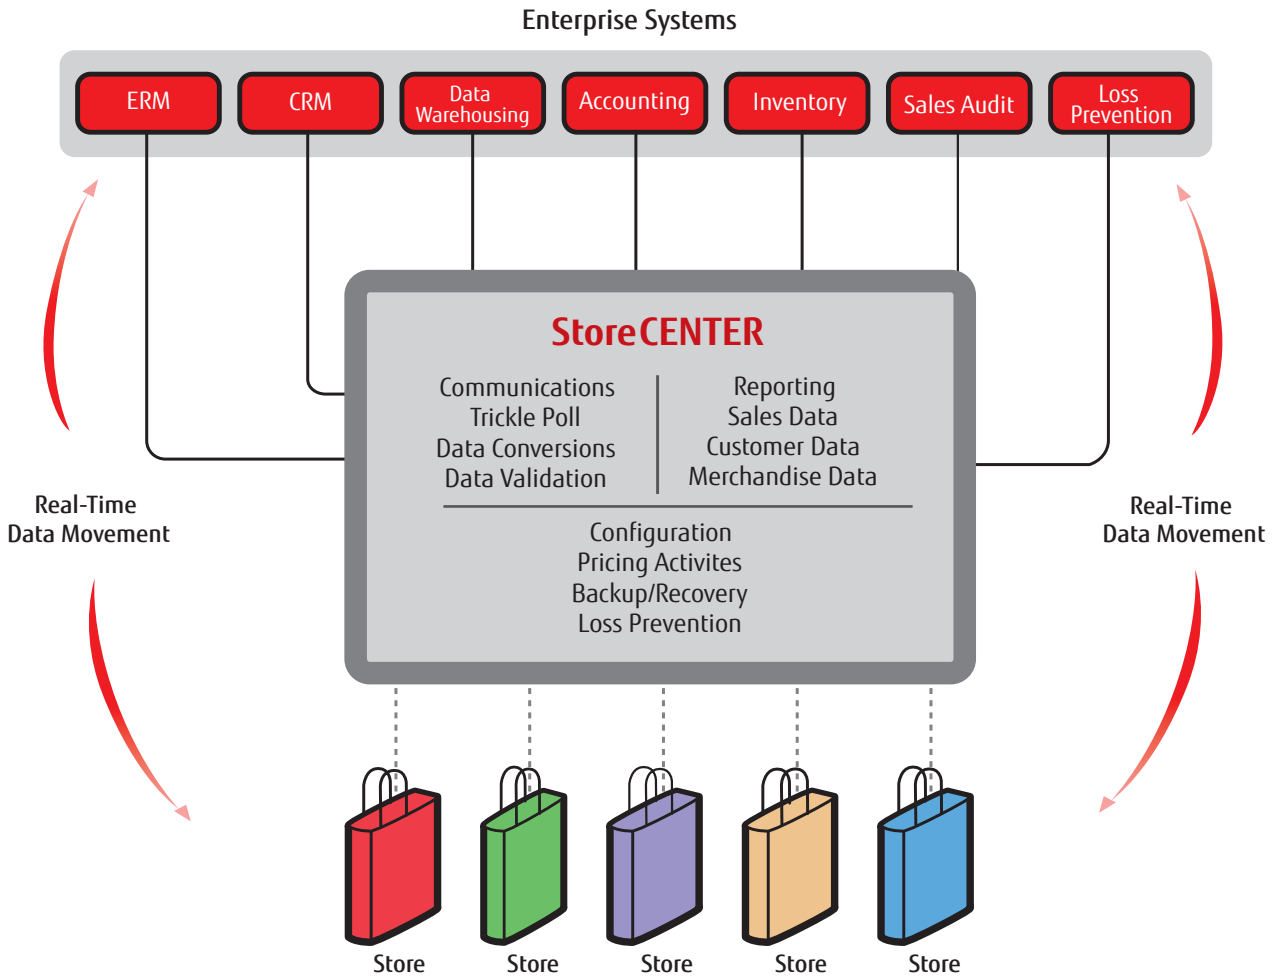 Enterprise Systems
ERM
CRM
Data
Warehousing
Accounting
Inventory
Sales Audit
Loss
Prevention
StoreCENTER
Communications
Trickle Poll
Data Conversions
Data Validation
Reporting
Sales Data
Customer Data
Merchandise Data
Configuration
Pricing Activites
Backup/Recovery
Loss Prevention
Real-Time
Data Movement
Real-Time
Data Movement
Store
Store
Store
Store
Store